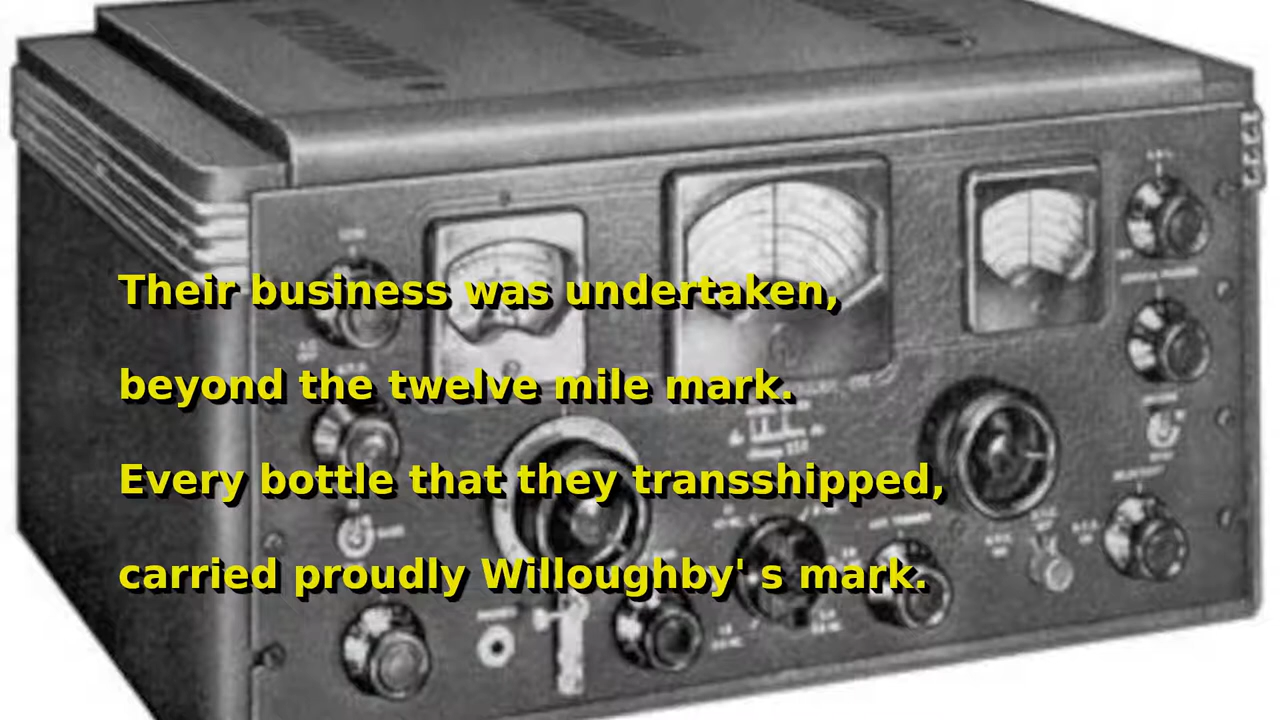 Their business was undertaken,
beyond the twelve mile mark.
Every bottle that they transshipped,
carried proudly Willoughby' s mark.